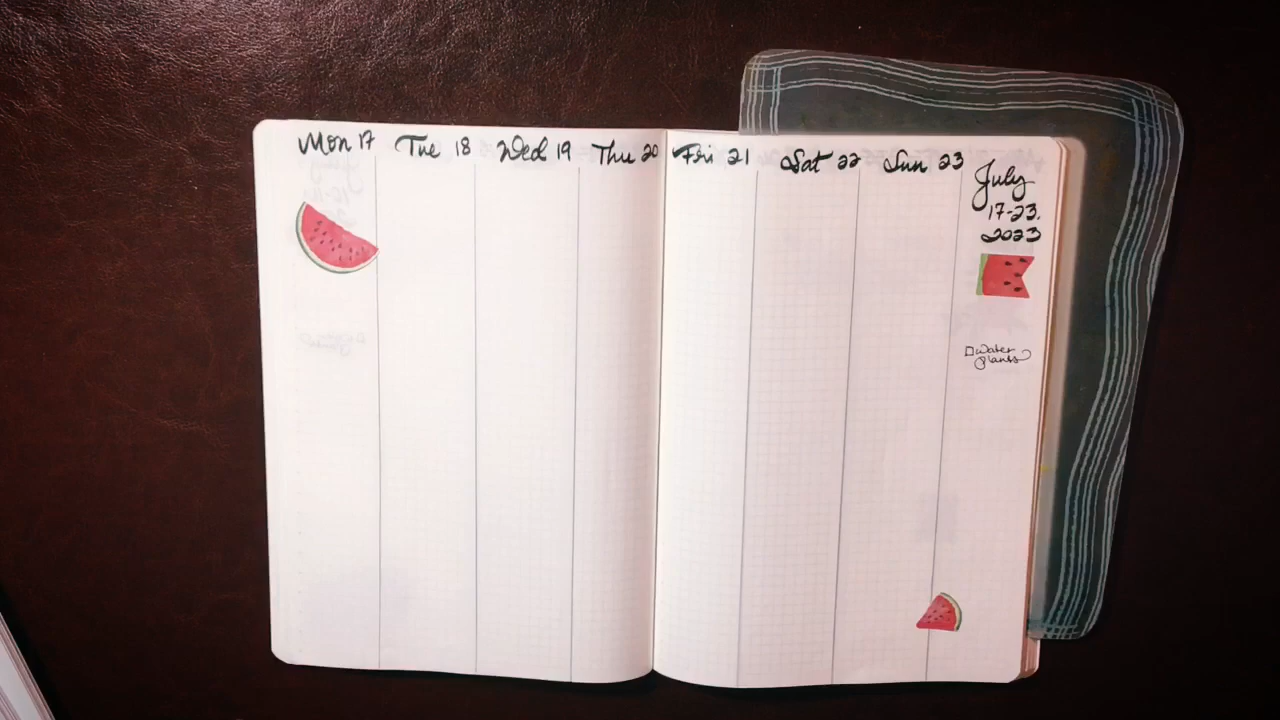 Mon 17 Tue 18 Wed 19 Thu 20 Fri 21 Sat 22 Sun 23
July
17-23.
2023
water
plants